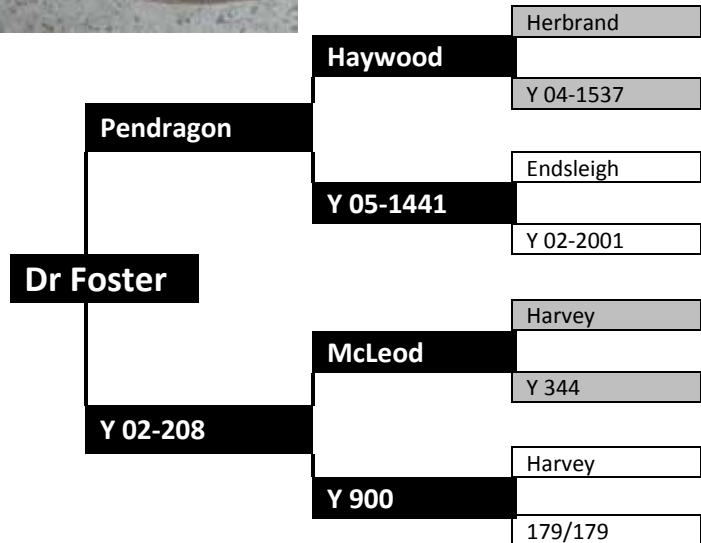 Herbrand
Haywood
Y 04-1537
Pendragon
Endsleigh
Y 05-1441
Y 02-2001
Dr Foster
Harvey
McLeod
Y 344
Y 02-208
Harvey
Y 900
179/179